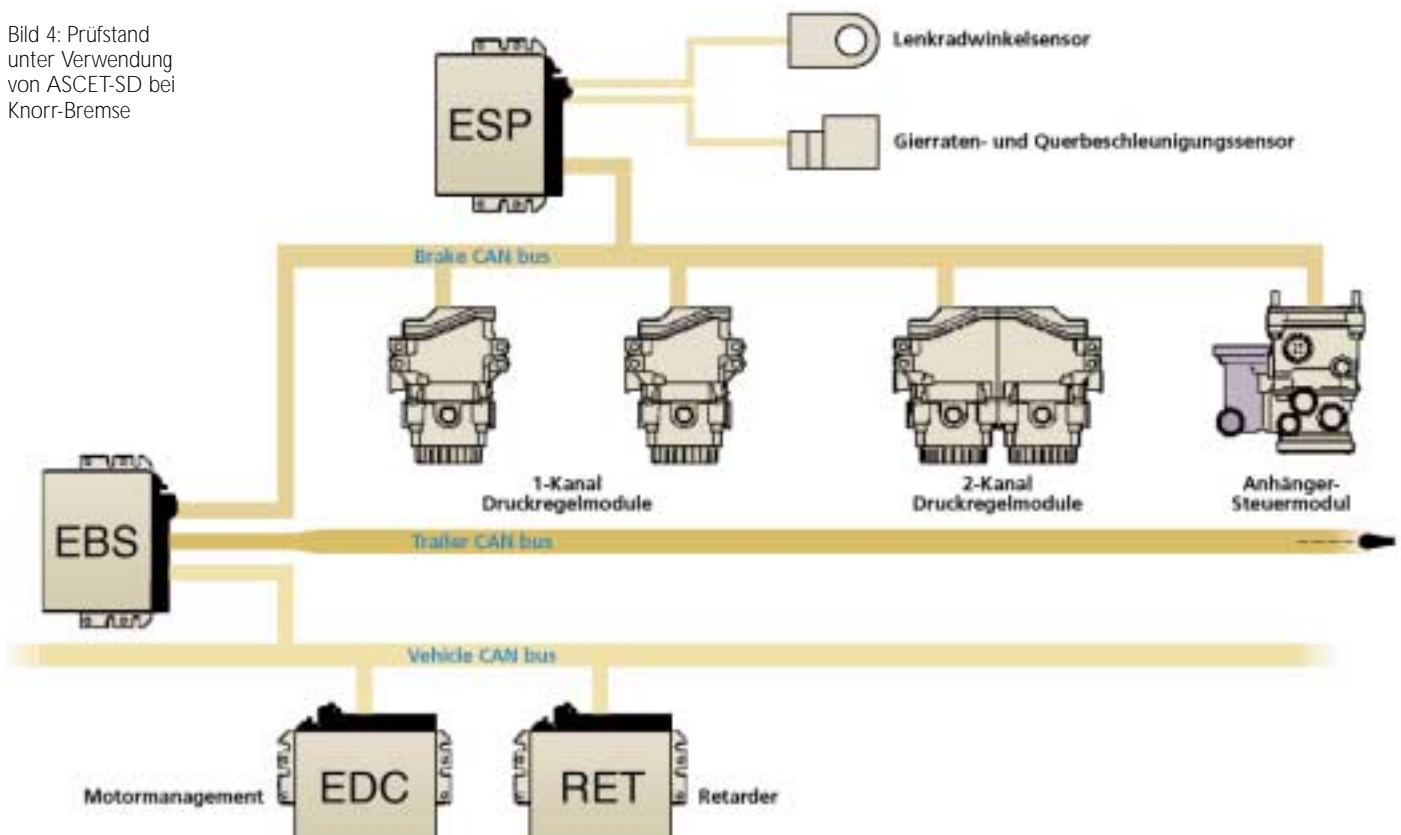 Bild 4: Prüfstand
unter Verwendung
von ASCET-SD bei
Knorr-Bremse
Lenkradwinkelsensor
ESP
Gierraten- und Querbeschleunigungssensor
Brake CAN bus
1-Kanal
Druckregelmodule
2-Kanal
Druckregelmodule
Anhänger-
Steuermodul
EBS
Trailer CAN bus
Vehicle CAN bus
Motormanagement
EDC
RET
Retarder